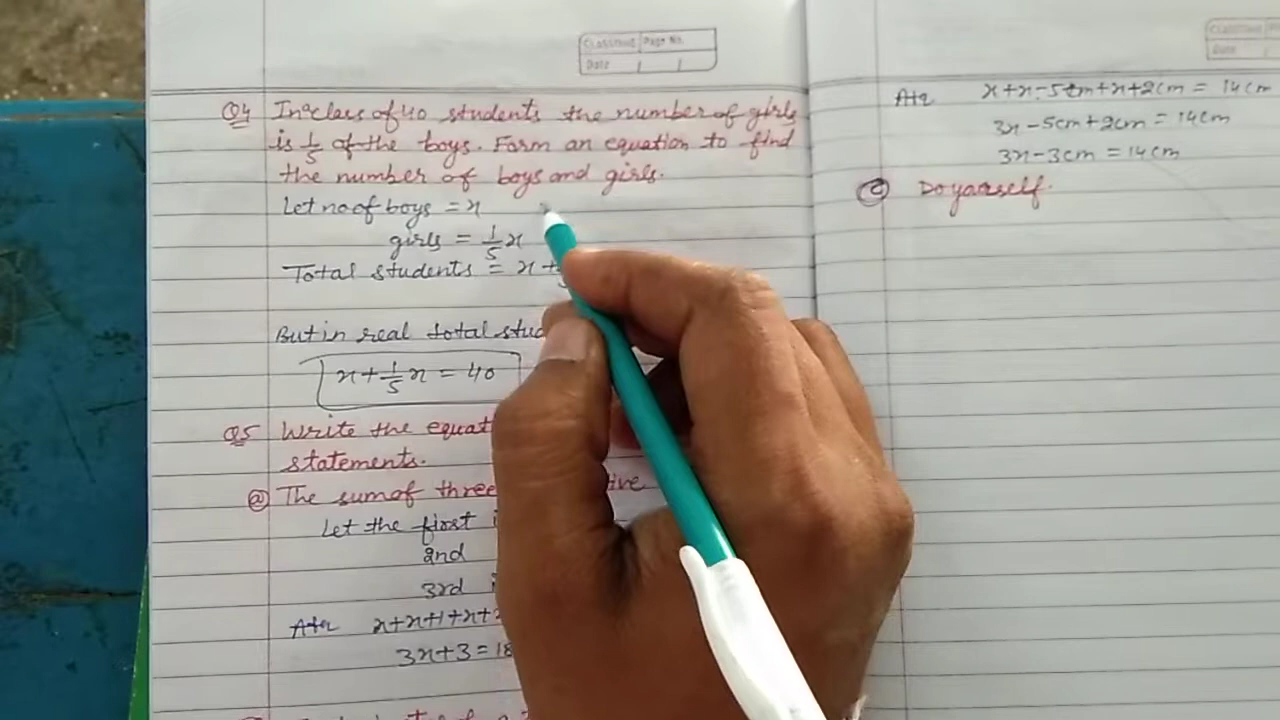 Classmate Page No.
Date
Q4 In a class of 40 students the number of girls
is 1/5 of the boys. Form an equation to find
the number of boys and girls.
Let no of boys = x
girls = 1/5 x
Total students = x +
But in real total stud
x + 1/5 x = 40
Q5 Write the equat
statements.
(a) The sum of three ive
Let the first
2nd
3rd
ATQ x+x+1+x+
3x+3 = 18
ATQ x+x-5cm+x+2cm = 14cm
3x-5cm+2cm = 14cm
3x-3cm = 14cm
(c) Do yourself.
Date